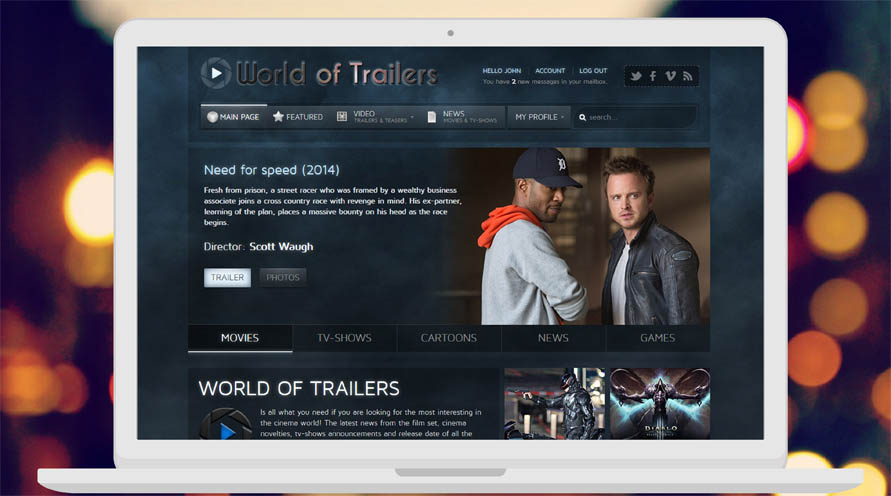 World of Trailers
HELLO JOHN ACCOUNT LOG OUT
You have 2 new messages in your mailbox.
MAIN PAGE FEATURED VIDEO NEWS MY PROFILE search...
TRAILERS & TEASERS MOVIES & TV-SHOWS
Need for speed (2014)
Fresh from prison, a street racer who was framed by a wealthy business
associate joins a cross country race with revenge in mind. His ex-partner,
learning of the plan, places a massive bounty on his head as the race
begins.
Director: Scott Waugh
TRAILER PHOTOS
MOVIES TV-SHOWS CARTOONS NEWS GAMES
WORLD OF TRAILERS
Is all what you need if you are looking for the most interesting in
the cinema world! The latest news from the film set, cinema
novelties, tv-shows announcements and release date of all the
DIABLO